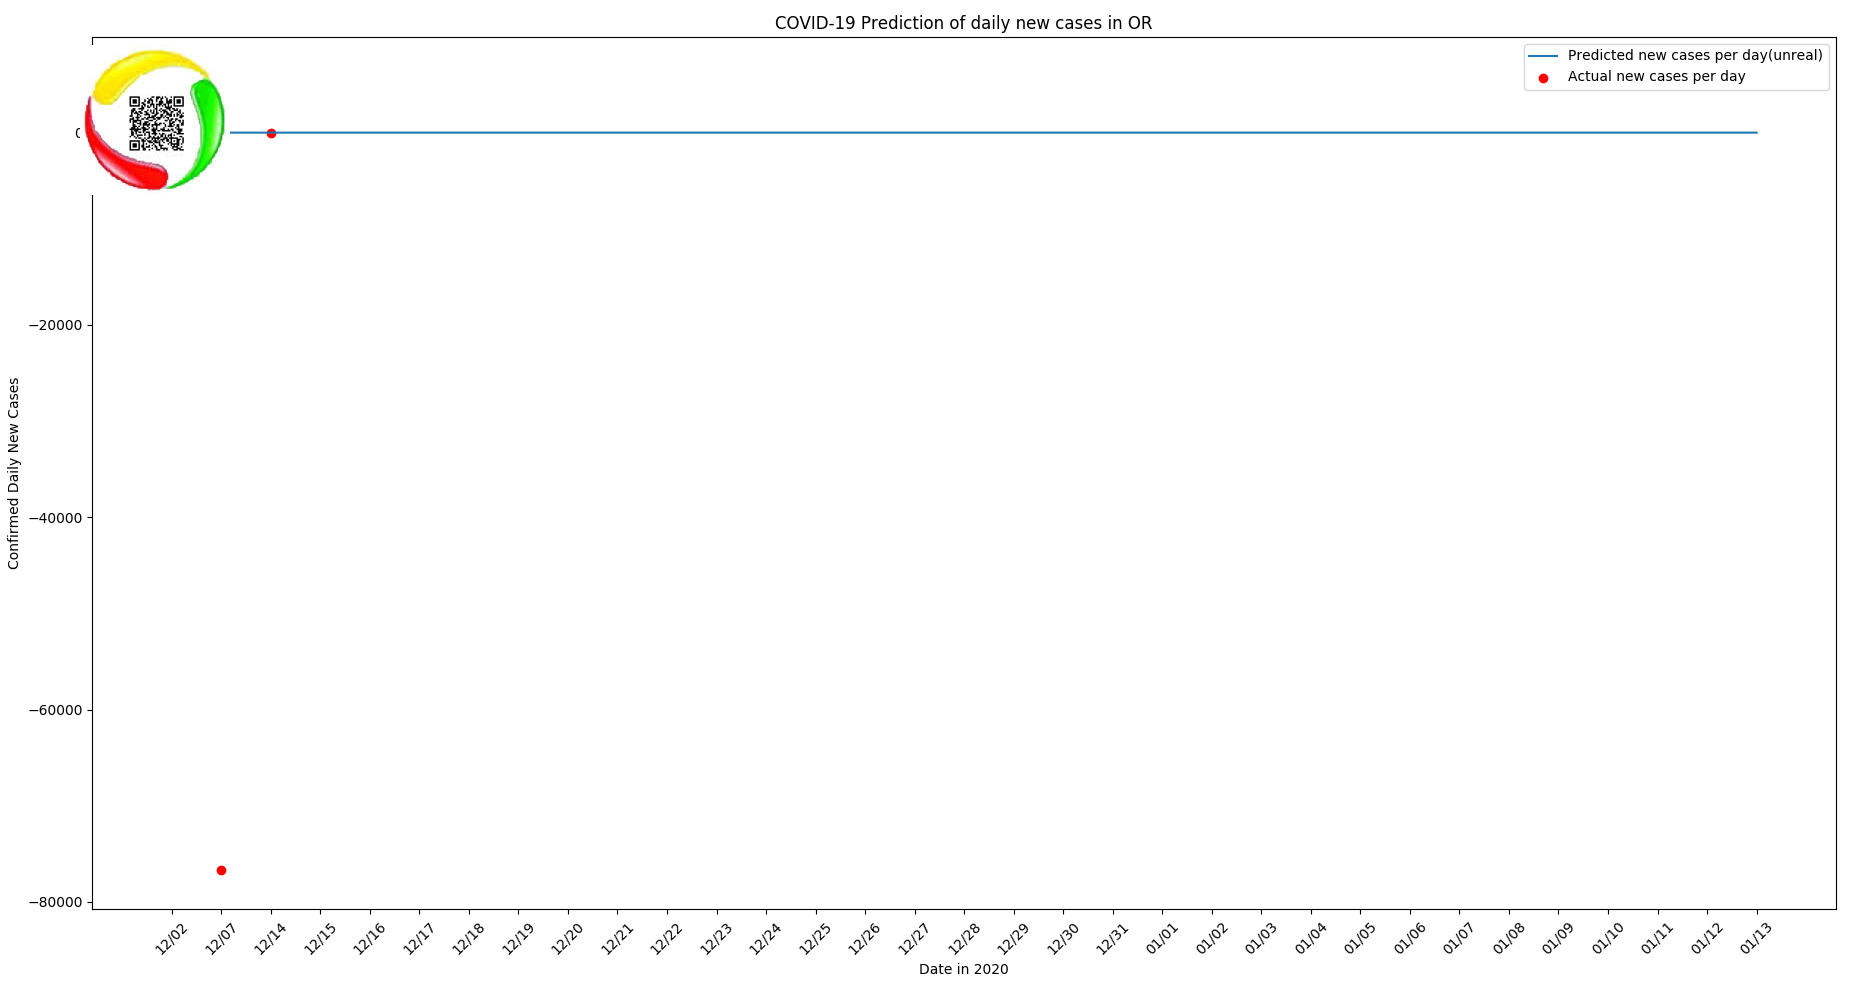 COVID-19 Prediction of daily new cases in OR
Predicted new cases per day(unreal)
Actual new cases per day
0
−20000
−40000
−60000
−80000
Confirmed Daily New Cases
12/02 12/07 12/14 12/15 12/16 12/17 12/18 12/19 12/20 12/21 12/22 12/23 12/24 12/25 12/26 12/27 12/28 12/29 12/30 12/31 01/01 01/02 01/03 01/04 01/05 01/06 01/07 01/08 01/09 01/10 01/11 01/12 01/13
Date in 2020